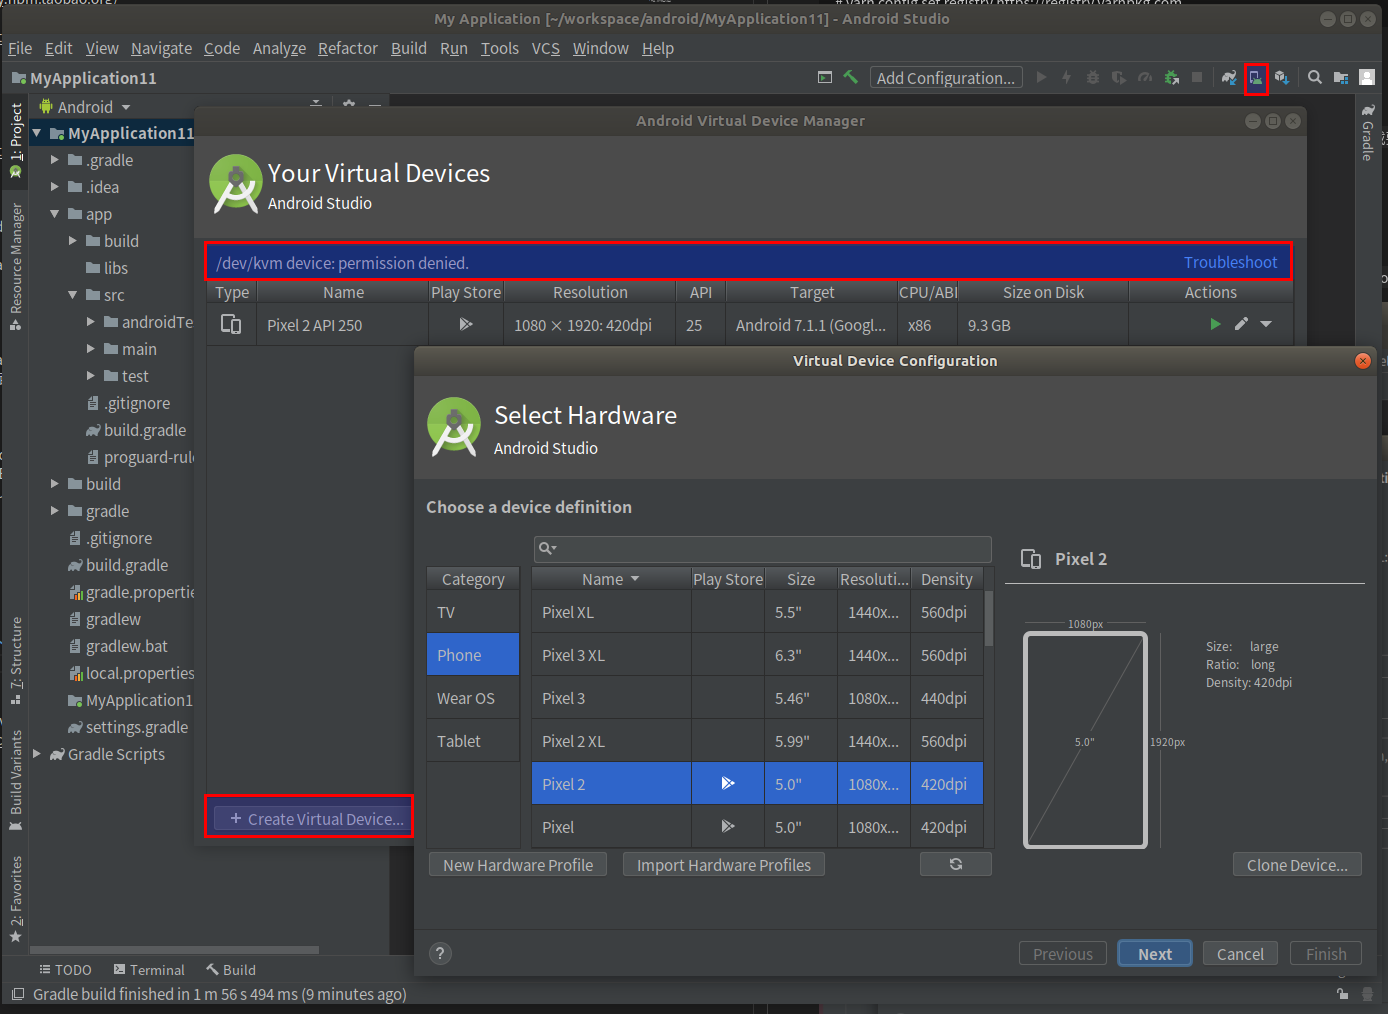 My Application [~/workspace/android/MyApplication11] - Android Studio
File Edit View Navigate Code Analyze Refactor Build Run Tools VCS Window Help
MyApplication11
Add Configuration...
1: Project
Resource Manager
7: Structure
Build Variants
2: Favorites
Gradle
Android
MyApplication11
.gradle
.idea
app
build
libs
src
androidTe
main
test
.gitignore
build.gradle
proguard-rul
build
gradle
.gitignore
build.gradle
gradle.propertie
gradlew
gradlew.bat
local.properties
MyApplication1
settings.gradle
Gradle Scripts
Android Virtual Device Manager
Your Virtual Devices
Android Studio
/dev/kvm device: permission denied. Troubleshoot
Type Name Play Store Resolution API Target CPU/ABI Size on Disk Actions
Pixel 2 API 250 1080 × 1920: 420dpi 25 Android 7.1.1 (Googl... x86 9.3 GB
+ Create Virtual Device...
Virtual Device Configuration
Select Hardware
Android Studio
Choose a device definition
Category
TV
Phone
Wear OS
Tablet
Name Play Store Size Resoluti... Density
Pixel XL 5.5" 1440x... 560dpi
Pixel 3 XL 6.3" 1440x... 560dpi
Pixel 3 5.46" 1080x... 440dpi
Pixel 2 XL 5.99" 1440x... 560dpi
Pixel 2 5.0" 1080x... 420dpi
Pixel 5.0" 1080x... 420dpi
New Hardware Profile Import Hardware Profiles
Pixel 2
1080px
5.0"
1920px
Size: large
Ratio: long
Density: 420dpi
Clone Device...
? Previous Next Cancel Finish
TODO Terminal Build
Gradle build finished in 1 m 56 s 494 ms (9 minutes ago)